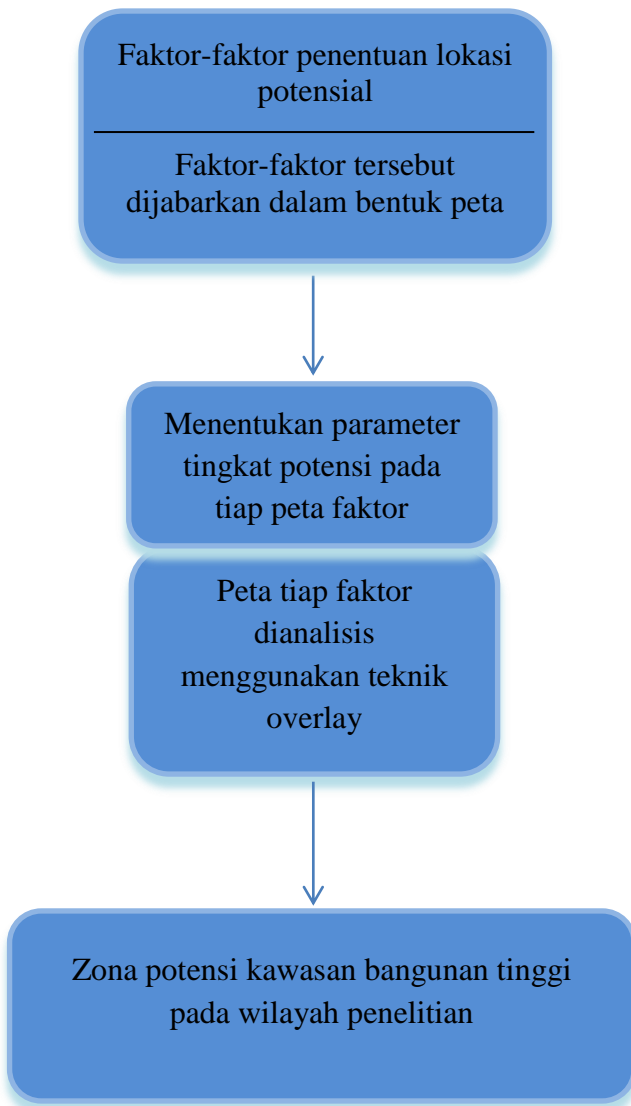 Faktor-faktor penentuan lokasi
potensial
Faktor-faktor tersebut
dijabarkan dalam bentuk peta
Menentukan parameter
tingkat potensi pada
tiap peta faktor
Peta tiap faktor
dianalisis
menggunakan teknik
overlay
Zona potensi kawasan bangunan tinggi
pada wilayah penelitian